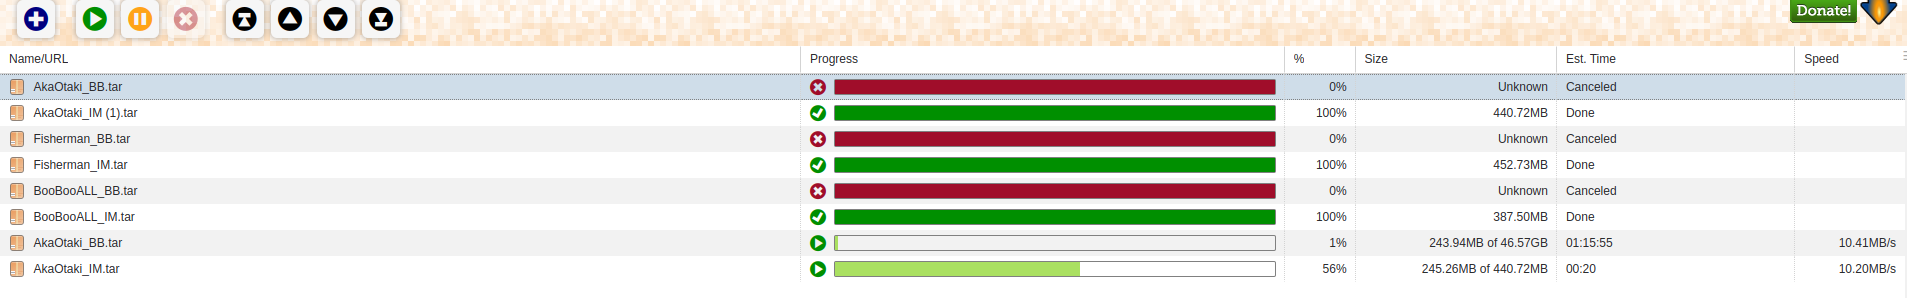 Donate!
Name/URL Progress % Size Est. Time Speed
AkaOtaki_BB.tar 0% Unknown Canceled
AkaOtaki_IM (1).tar 100% 440.72MB Done
Fisherman_BB.tar 0% Unknown Canceled
Fisherman_IM.tar 100% 452.73MB Done
BooBooALL_BB.tar 0% Unknown Canceled
BooBooALL_IM.tar 100% 387.50MB Done
AkaOtaki_BB.tar 1% 243.94MB of 46.57GB 01:15:55 10.41MB/s
AkaOtaki_IM.tar 56% 245.26MB of 440.72MB 00:20 10.20MB/s